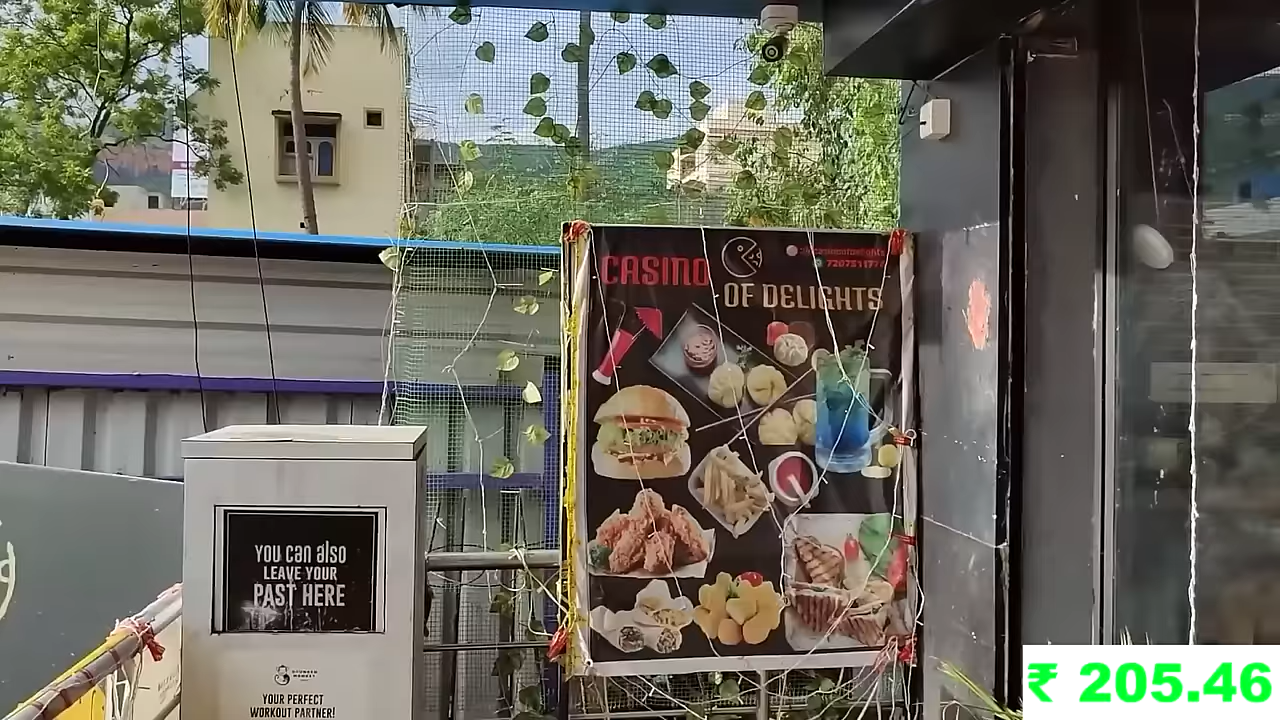 CASINO
OF DELIGHTS
YOU can also
LEAVE YOUR
PAST HERE
YOUR PERFECT
WORKOUT PARTNER!
₹ 205.46